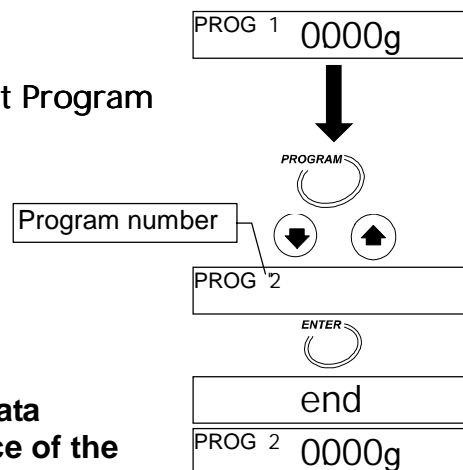 PROG 1 0000g
t Program
PROGRAM
Program number
PROG 2
ENTER
end
ata
ce of the
PROG 2 0000g